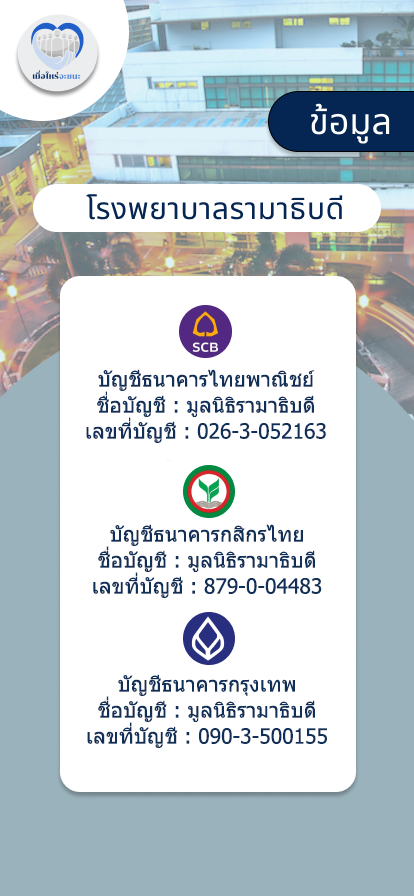 เพื่อใคร่อะแนะ
ข้อมูล
โรงพยาบาลรามาธิบดี
SCB
บัญชีธนาคารไทยพาณิชย์
ชื่อบัญชี : มูลนิธิรามาธิบดี
เลขที่บัญชี : 026-3-052163
บัญชีธนาคารกสิกรไทย
ชื่อบัญชี : มูลนิธิรามาธิบดี
เลขที่บัญชี : 879-0-04483
บัญชีธนาคารกรุงเทพ
ชื่อบัญชี : มูลนิธิรามาธิบดี
เลขที่บัญชี : 090-3-500155